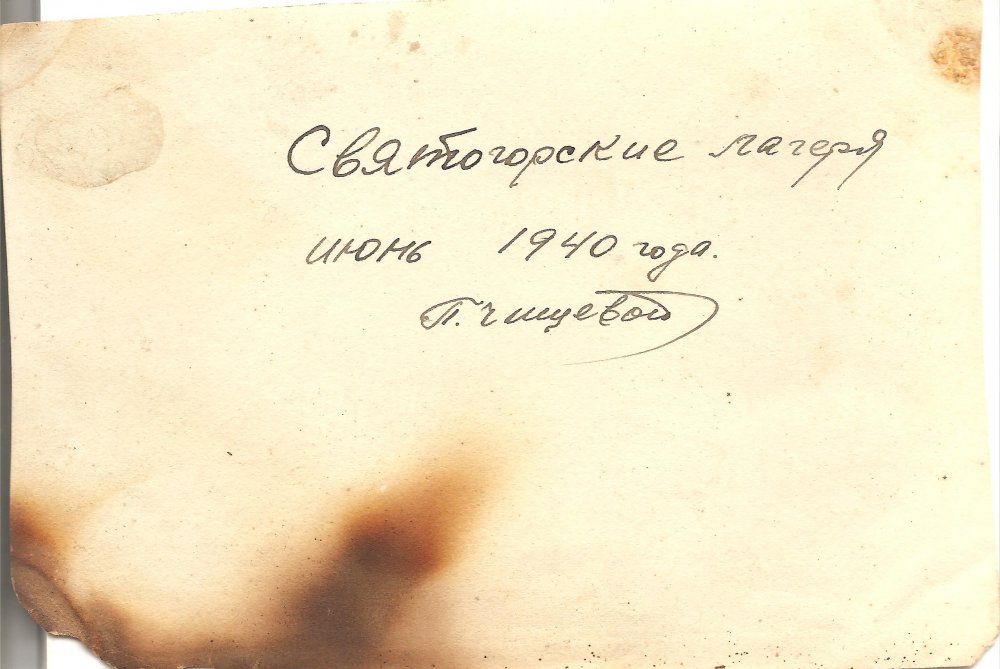 Святогорские лагеря
июнь 1940 года.
П. Чищевой